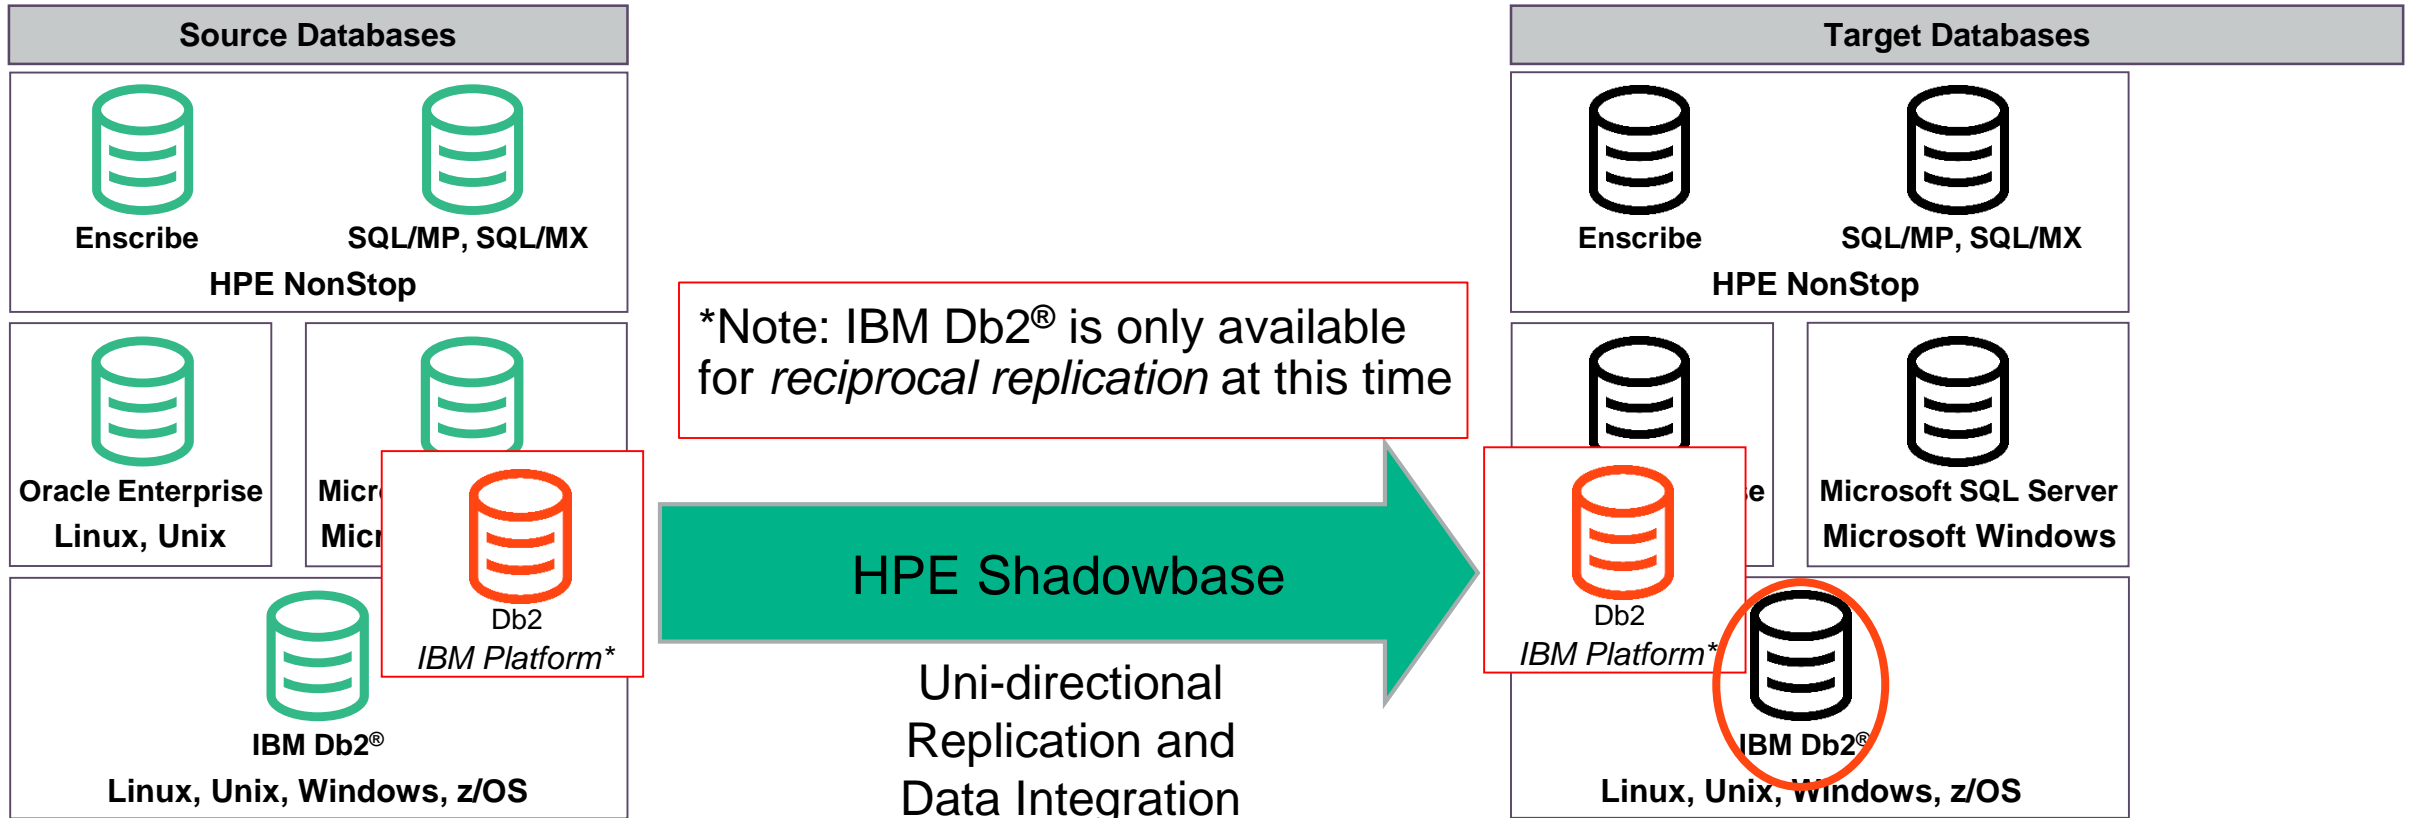 Source Databases
Enscribe
SQL/MP, SQL/MX
HPE NonStop
Oracle Enterprise
Linux, Unix
Db2
IBM Platform*
IBM Db2®
Linux, Unix, Windows, z/OS
*Note: IBM Db2® is only available
for reciprocal replication at this time
HPE Shadowbase
Uni-directional
Replication and
Data Integration
Target Databases
Enscribe
SQL/MP, SQL/MX
HPE NonStop
Microsoft SQL Server
Microsoft Windows
Db2
IBM Platform*
IBM Db2®
Linux, Unix, Windows, z/OS